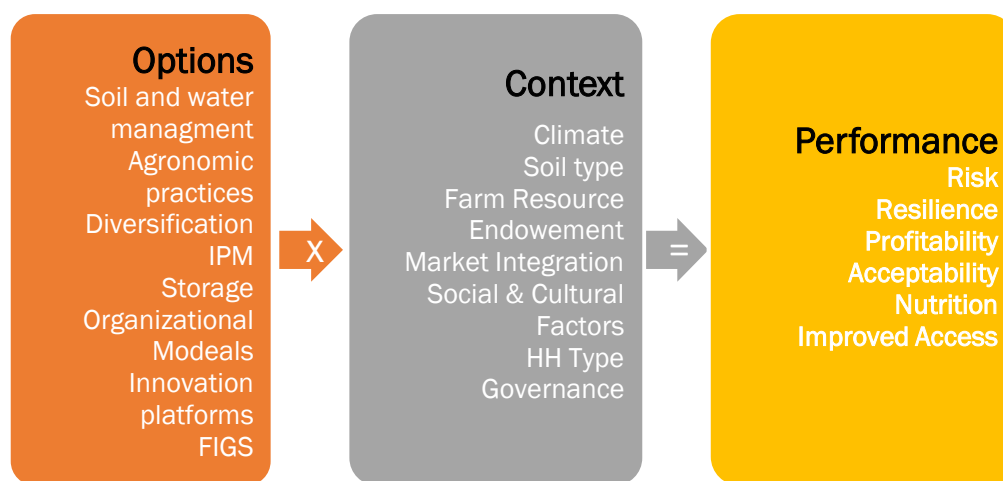 Options
Soil and water
managment
Agronomic
practices
Diversification
IPM
Storage
Organizational
Modeals
Innovation
platforms
FIGS
X
Context
Climate
Soil type
Farm Resource
Endowement
Market Integration
Social & Cultural
Factors
HH Type
Governance
=
Performance
Risk
Resilience
Profitability
Acceptability
Nutrition
Improved Access